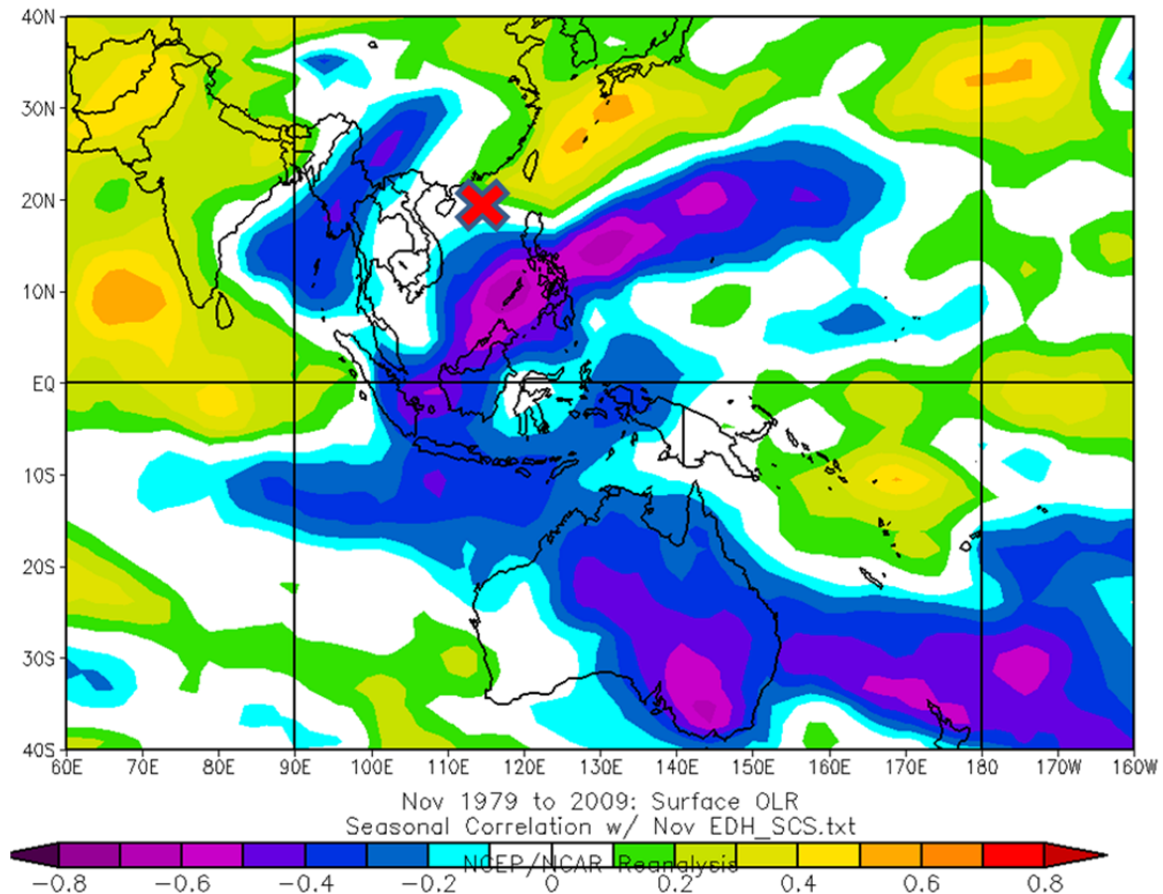 40N
30N
20N
10N
EQ
10S
20S
30S
40S
60E 70E 80E 90E 100E 110E 120E 130E 140E 150E 160E 170E 180 170W 160W
Nov 1979 to 2009: Surface OLR
Seasonal Correlation w/ Nov EDH_SCS.txt
NCEP/NCAR Reanalysis
-0.8 -0.6 -0.4 -0.2 0 0.2 0.4 0.6 0.8